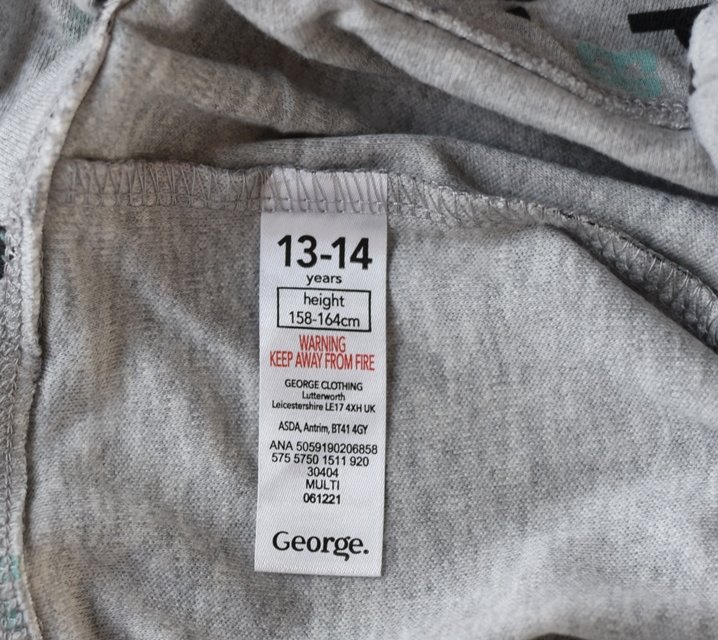 13-14
years
height
158-164cm
WARNING
KEEP AWAY FROM FIRE
GEORGE CLOTHING
Lutterworth
Leicestershire LE17 4XH UK
ASDA, Antrim, BT41 4GY
ANA 5059190206858
575 5750 1511 920
30404
MULTI
061221
George.